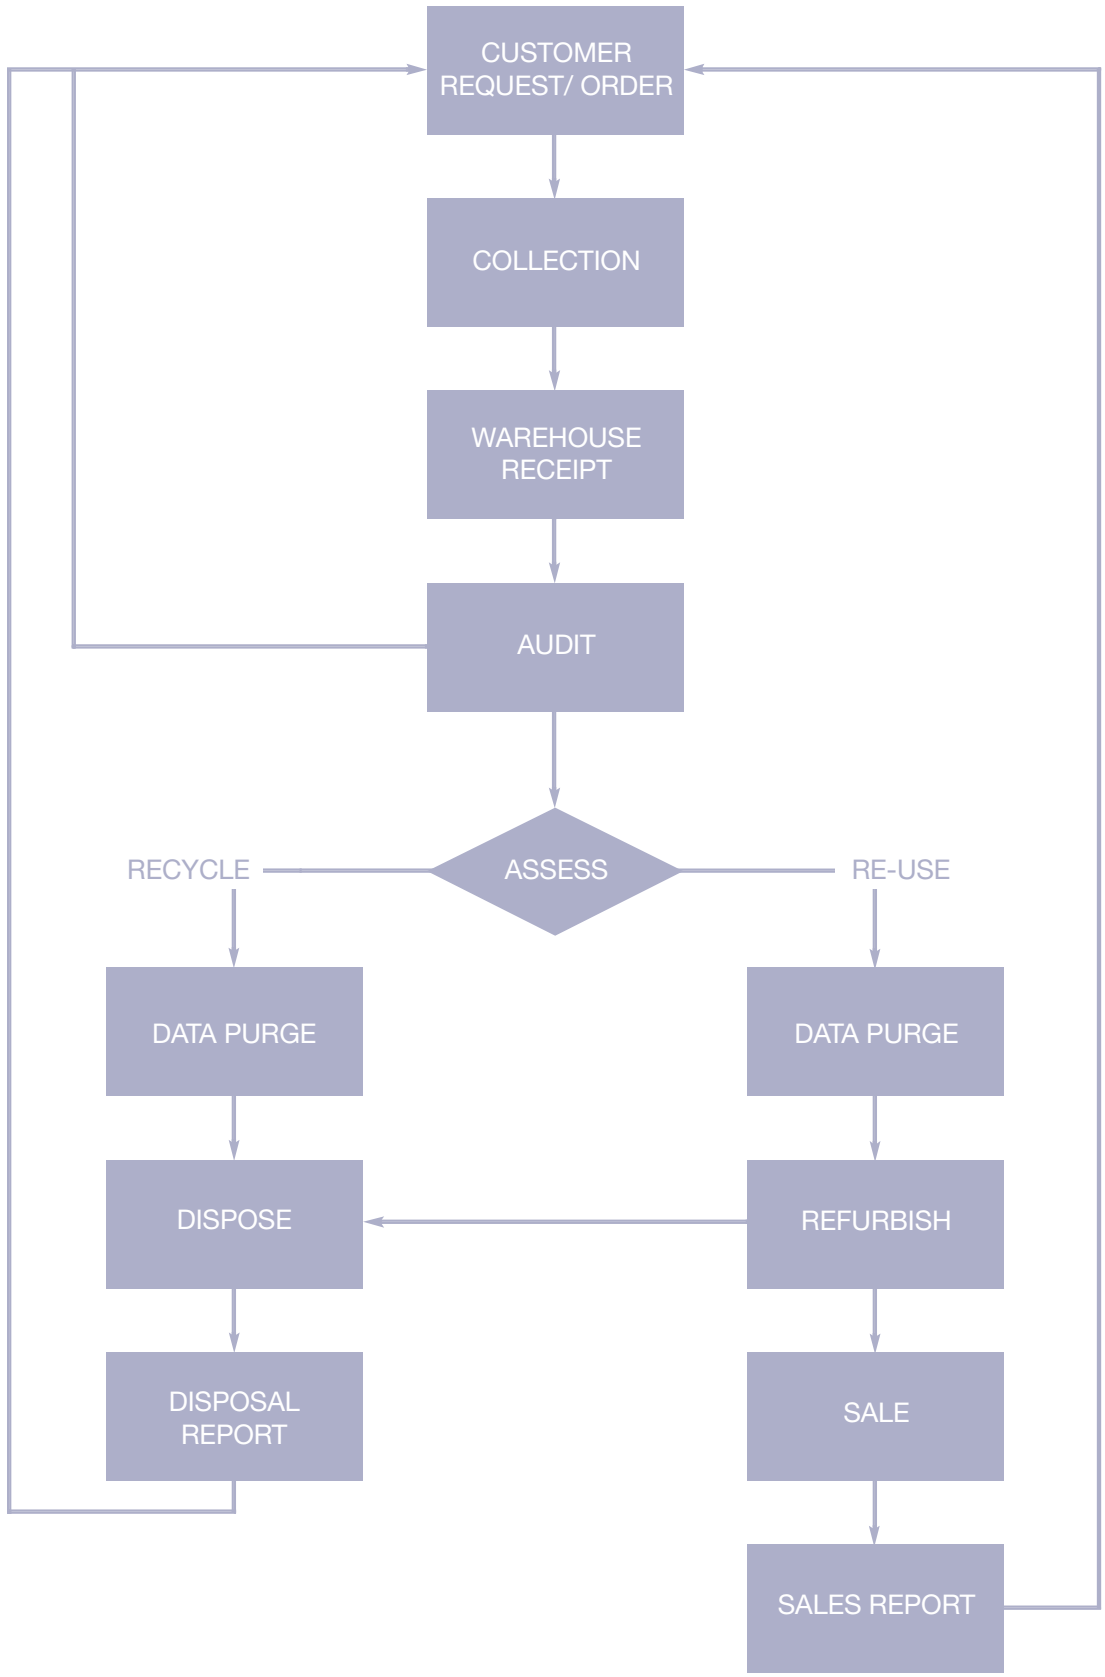 CUSTOMER
REQUEST/ ORDER
COLLECTION
WAREHOUSE
RECEIPT
AUDIT
RECYCLE
ASSESS
RE-USE
DATA PURGE
DATA PURGE
DISPOSE
REFURBISH
DISPOSAL
REPORT
SALE
SALES REPORT